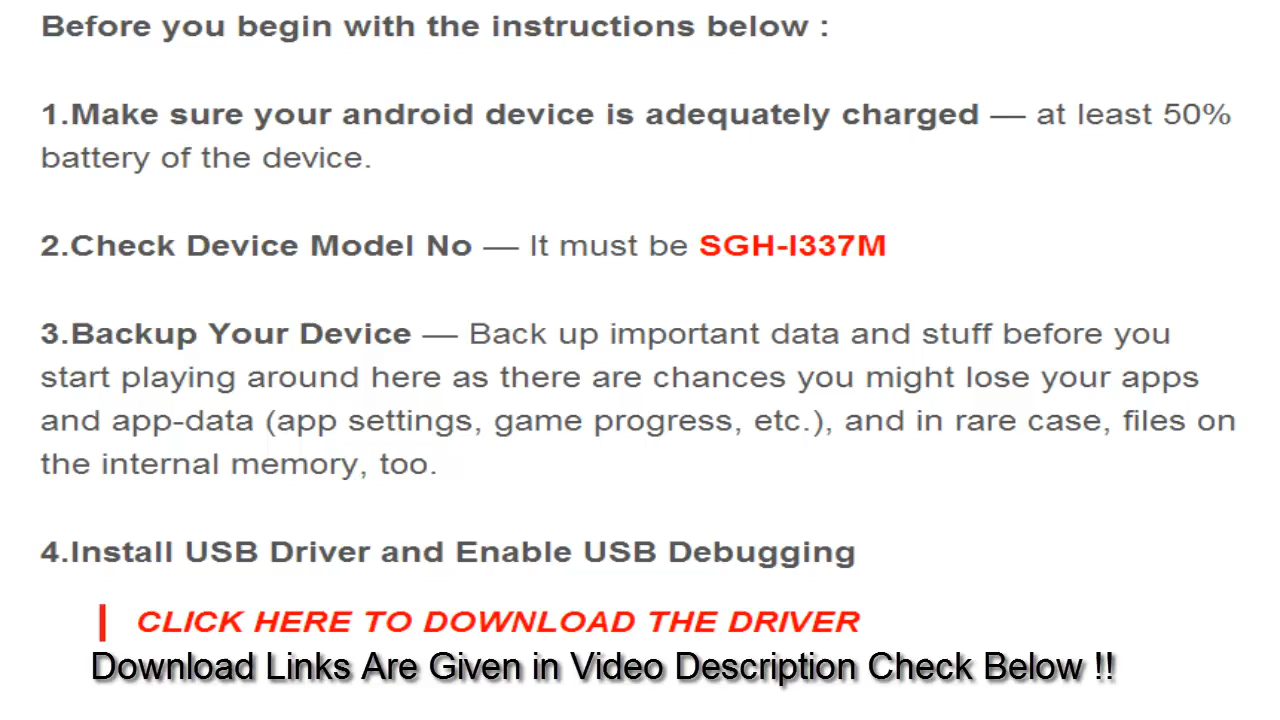 Before you begin with the instructions below :
1.Make sure your android device is adequately charged — at least 50%
battery of the device.
2.Check Device Model No — It must be SGH-I337M
3.Backup Your Device — Back up important data and stuff before you
start playing around here as there are chances you might lose your apps
and app-data (app settings, game progress, etc.), and in rare case, files on
the internal memory, too.
4.Install USB Driver and Enable USB Debugging
CLICK HERE TO DOWNLOAD THE DRIVER
Download Links Are Given in Video Description Check Below !!